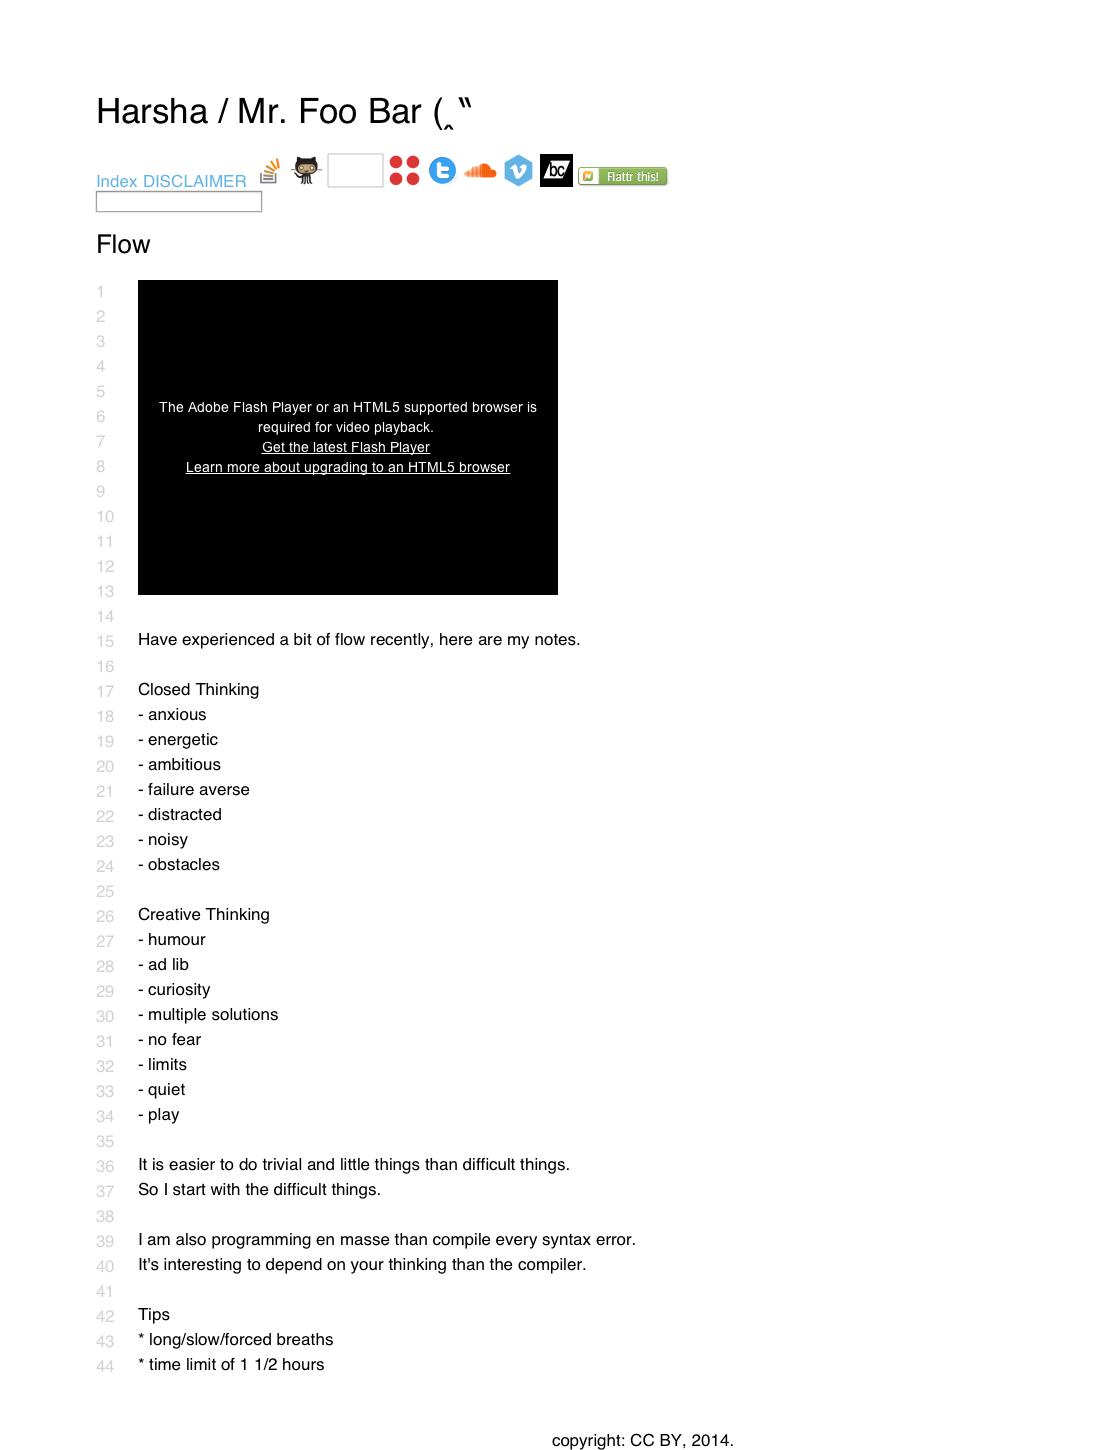 Harsha / Mr. Foo Bar (‸‶
Index DISCLAIMER bc Flattr this!
Flow
1
2
3
4
5
6
7
8
9
10
11
12
13
14
The Adobe Flash Player or an HTML5 supported browser is
required for video playback.
Get the latest Flash Player
Learn more about upgrading to an HTML5 browser
15 Have experienced a bit of flow recently, here are my notes.
16
17 Closed Thinking
18 - anxious
19 - energetic
20 - ambitious
21 - failure averse
22 - distracted
23 - noisy
24 - obstacles
25
26 Creative Thinking
27 - humour
28 - ad lib
29 - curiosity
30 - multiple solutions
31 - no fear
32 - limits
33 - quiet
34 - play
35
36 It is easier to do trivial and little things than difficult things.
37 So I start with the difficult things.
38
39 I am also programming en masse than compile every syntax error.
40 It's interesting to depend on your thinking than the compiler.
41
42 Tips
43 * long/slow/forced breaths
44 * time limit of 1 1/2 hours
copyright: CC BY, 2014.